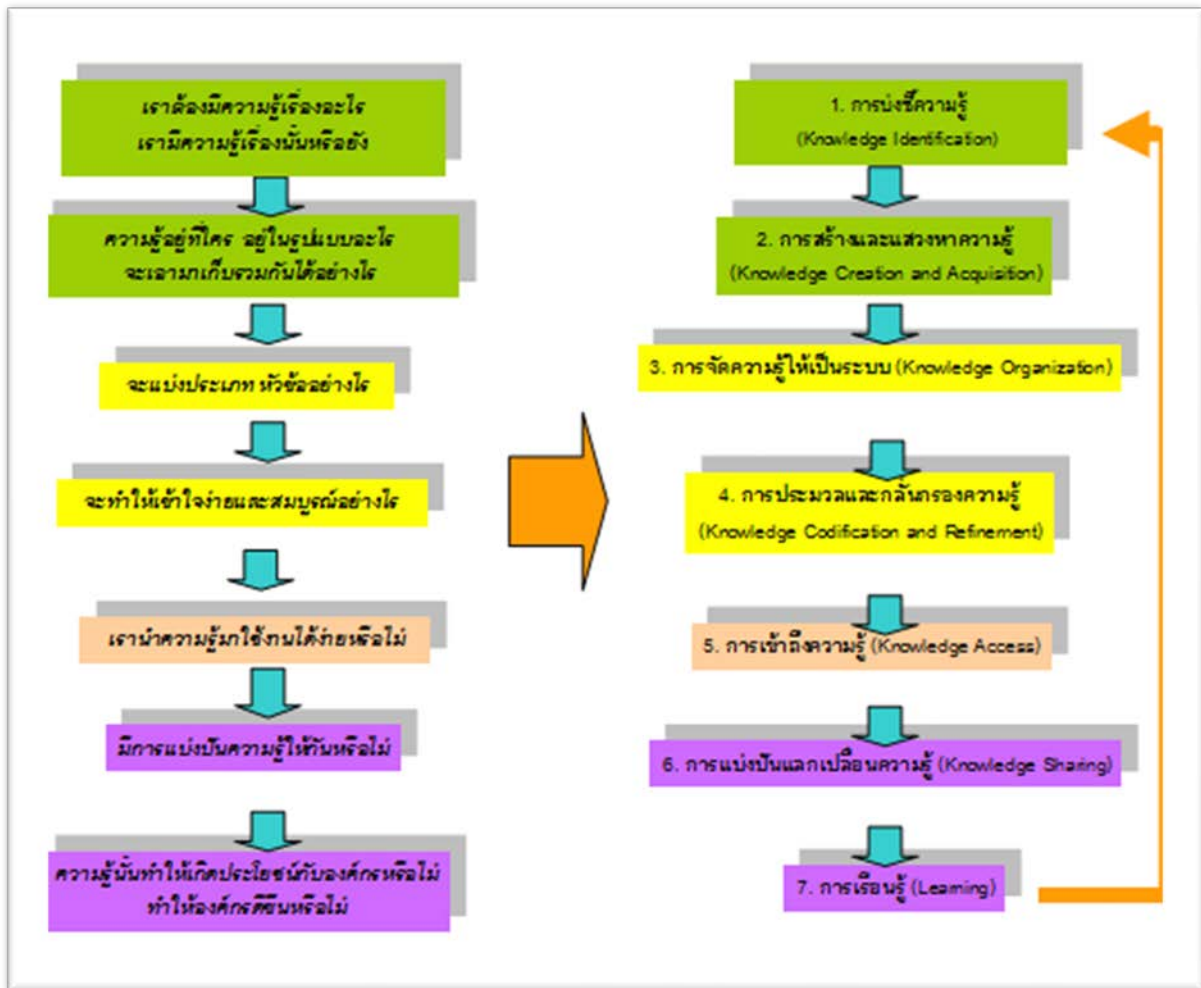 เราต้องมีความรู้เรื่องอะไร
เรามีความรู้เรื่องนั้นหรือยัง
ความรู้อยู่ที่ใคร อยู่ในรูปแบบอะไร
จะเอามาเก็บรวมกันได้อย่างไร
จะแบ่งประเภท หัวข้ออย่างไร
จะทำให้เข้าใจง่ายและสมบูรณ์อย่างไร
เรานำความรู้มาใช้งานได้ง่ายหรือไม่
มีการแบ่งปันความรู้ให้กันหรือไม่
ความรู้นั้นทำให้เกิดประโยชน์กับองค์กรหรือไม่
ทำให้องค์กรดีขึ้นหรือไม่
1. การบ่งชี้ความรู้
(Knowledge Identification)
2. การสร้างและแสวงหาความรู้
(Knowledge Creation and Acquisition)
3. การจัดความรู้ให้เป็นระบบ (Knowledge Organization)
4. การประมวลและกลั่นกรองความรู้
(Knowledge Codification and Refinement)
5. การเข้าถึงความรู้ (Knowledge Access)
6. การแบ่งปันแลกเปลี่ยนความรู้ (Knowledge Sharing)
7. การเรียนรู้ (Learning)